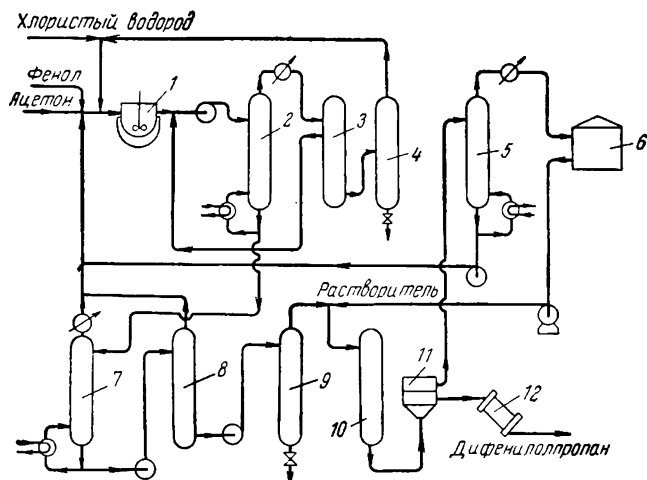 Хлористый водород
Фенол
Ацетон
1
2
3
4
5
6
Растворитель
7
8
9
10
11
12
Дифенилолпропан